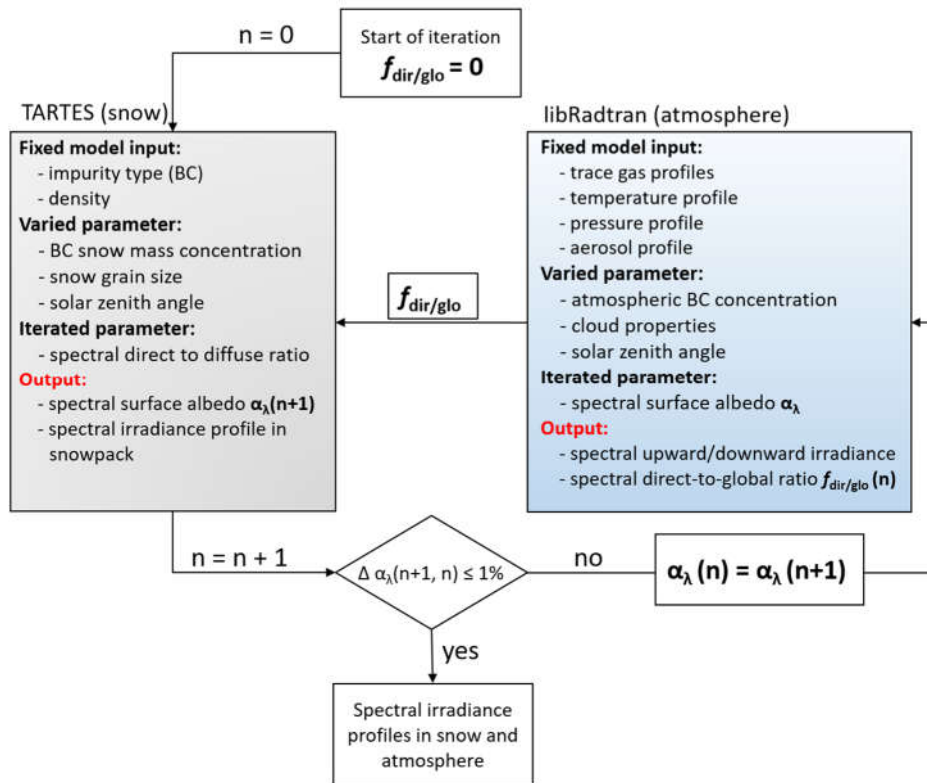 n = 0
Start of iteration
f dir/glo = 0
TARTES (snow)
Fixed model input:
- impurity type (BC)
- density
Varied parameter:
- BC snow mass concentration
- snow grain size
- solar zenith angle
Iterated parameter:
- spectral direct to diffuse ratio
Output:
- spectral surface albedo αλ(n+1)
- spectral irradiance profile in
snowpack
f dir/glo
libRadtran (atmosphere)
Fixed model input:
- trace gas profiles
- temperature profile
- pressure profile
- aerosol profile
Varied parameter:
- atmospheric BC concentration
- cloud properties
- solar zenith angle
Iterated parameter:
- spectral surface albedo αλ
Output:
- spectral upward/downward irradiance
- spectral direct-to-global ratio f dir/glo (n)
n = n + 1
Δ αλ(n+1, n) ≤ 1%
no
αλ (n) = αλ (n+1)
yes
Spectral irradiance
profiles in snow and
atmosphere